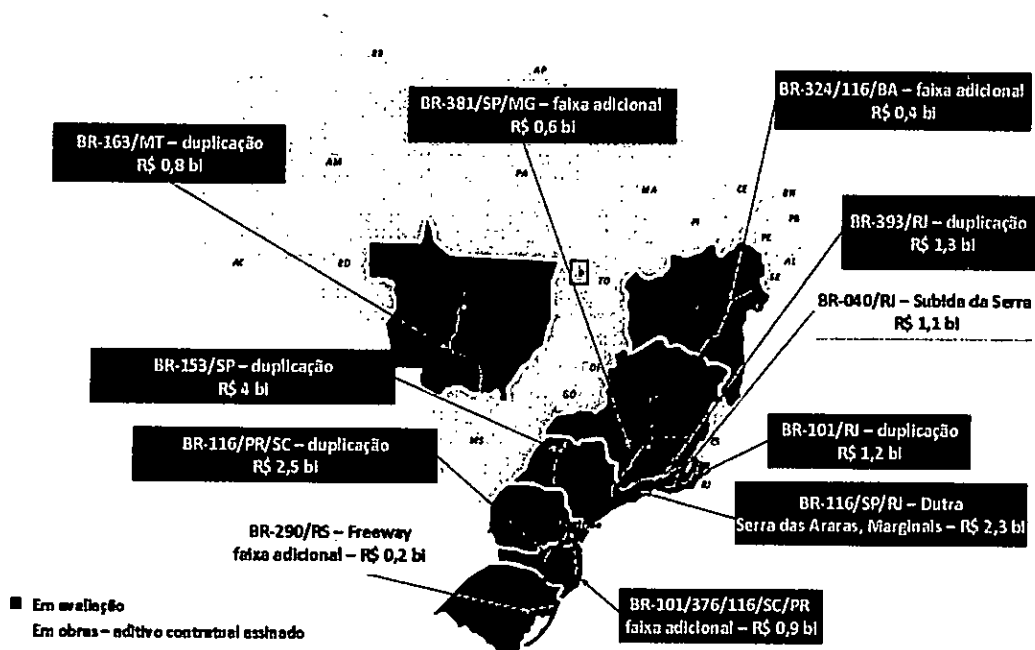 RR
AP
BR-381/SP/MG – faixa adicional
R$ 0,6 bi
BR-324/116/BA – faixa adicional
R$ 0,4 bi
BR-163/MT – duplicação
R$ 0,8 bi
AM
PA
MA
CE
RN
PB
PI
PE
AL
SE
BR-393/RJ – duplicação
R$ 1,3 bi
AC
RO
TO
BR-040/RJ – Subida da Serra
R$ 1,1 bi
BR-153/SP – duplicação
R$ 4 bi
DF
GO
MS
ES
BR-116/PR/SC – duplicação
R$ 2,5 bi
BR-101/RJ – duplicação
R$ 1,2 bi
RJ
BR-116/SP/RJ – Dutra
Serra das Araras, Marginais – R$ 2,3 bi
BR-290/RS – Freeway
faixa adicional – R$ 0,2 bi
BR-101/376/116/SC/PR
faixa adicional – R$ 0,9 bi
Em avaliação
Em obras – aditivo contratual assinado